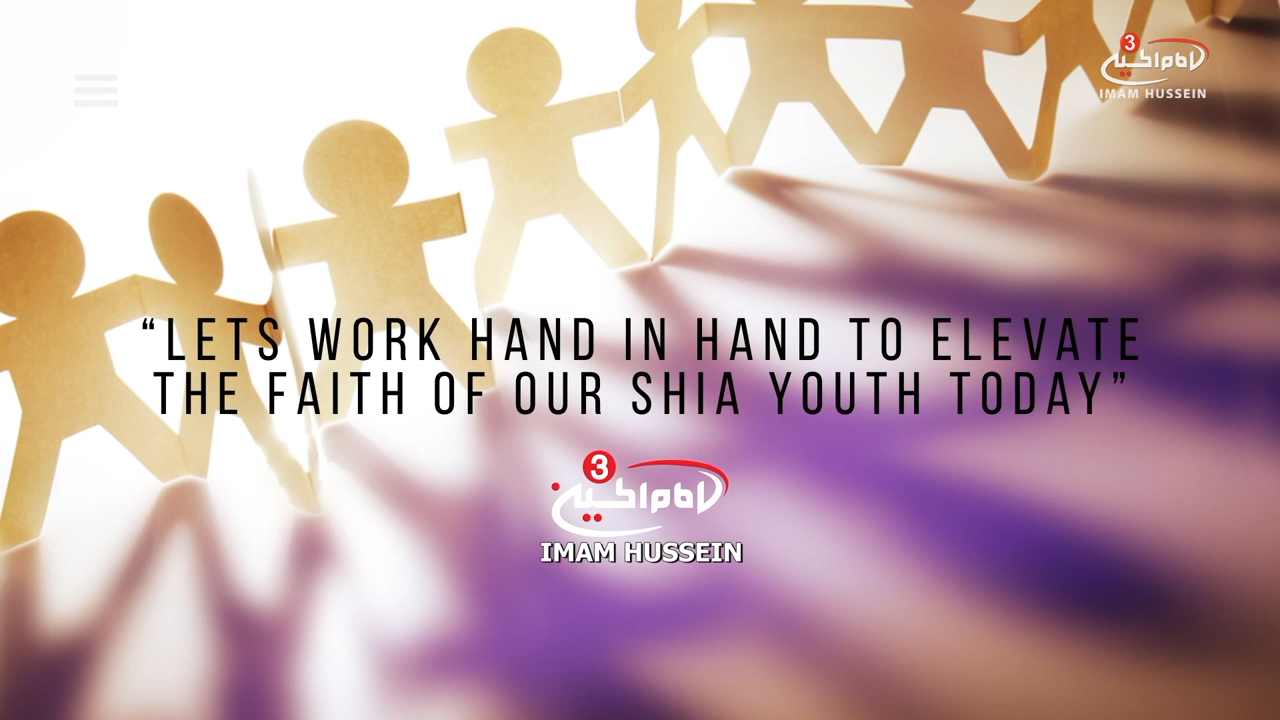 3
IMAM HUSSEIN
“LETS WORK HAND IN HAND TO ELEVATE
THE FAITH OF OUR SHIA YOUTH TODAY”
3
IMAM HUSSEIN